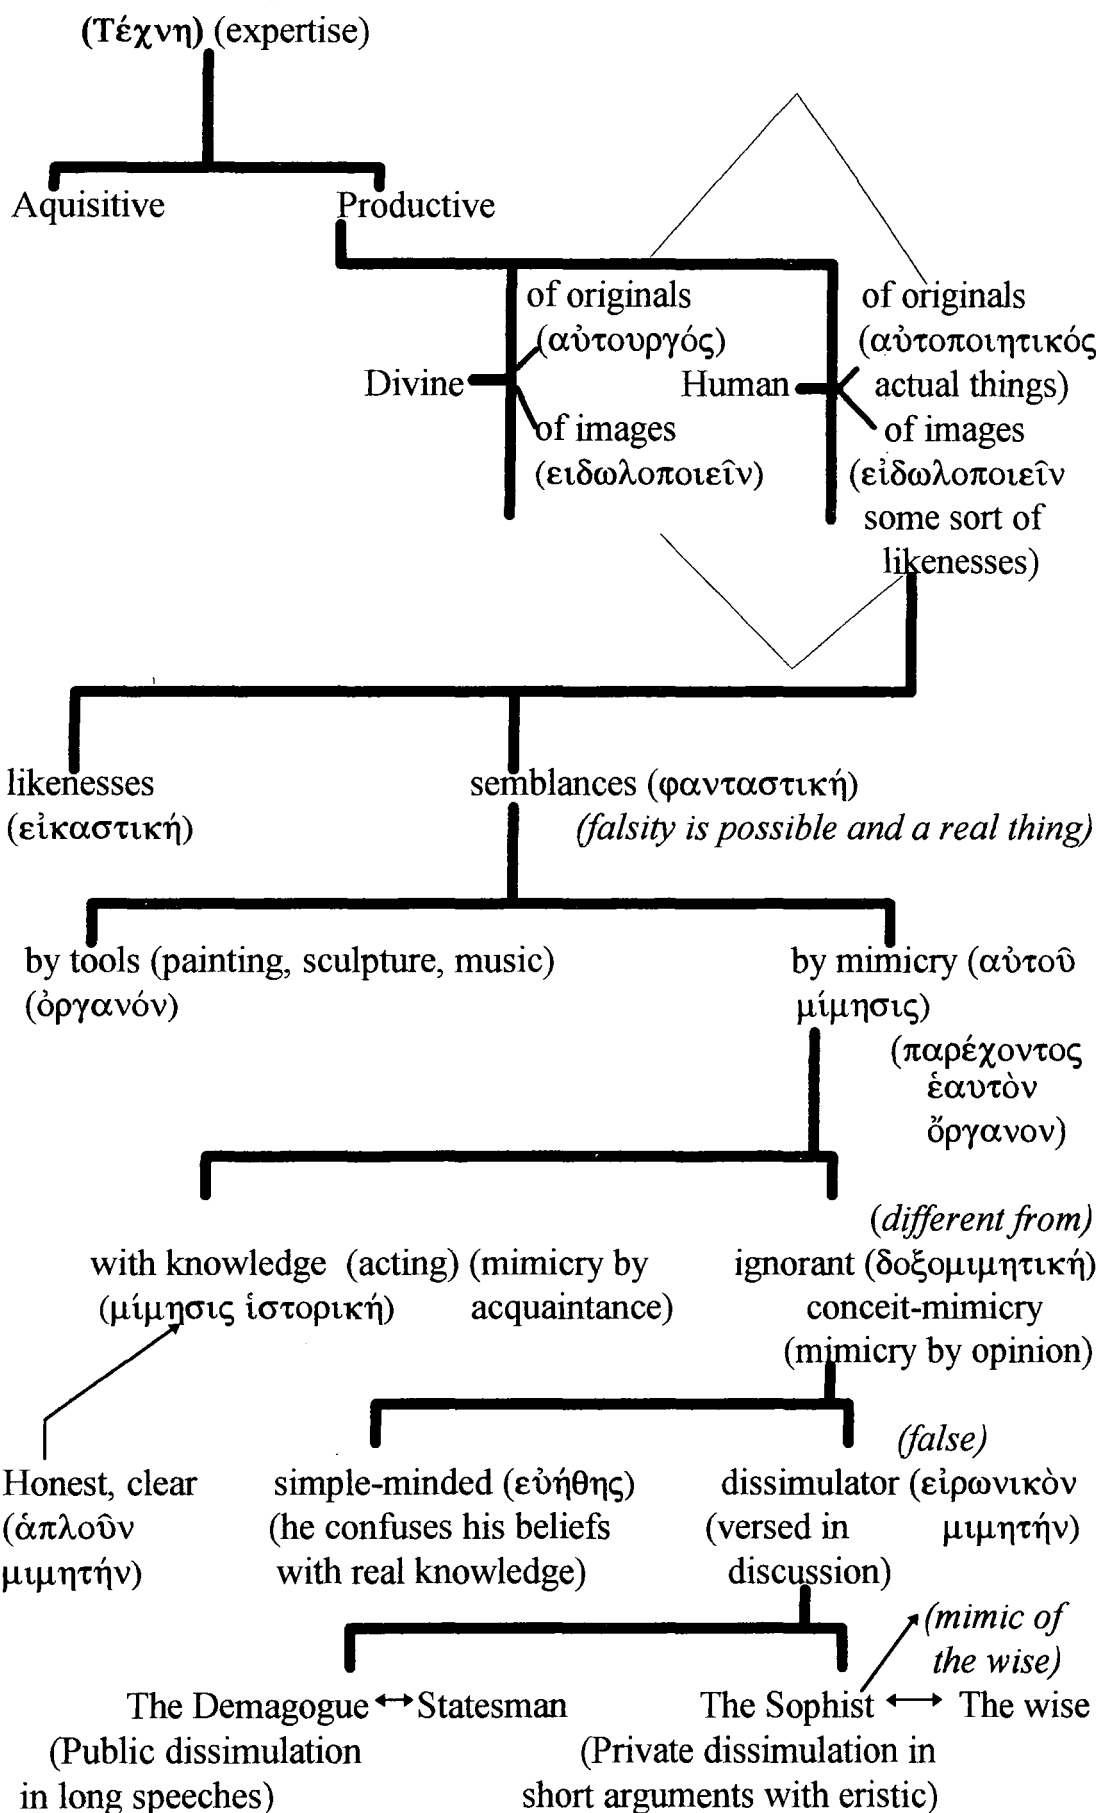 (Τέχνη) (expertise)
Aquisitive
Productive
of originals
(αὐτουργός)
Divine
of images
(ειδωλοποιεῖν)
of originals
(αὐτοποιητικός
Human
actual things)
of images
(εἰδωλοποιεῖν
some sort of
likenesses)
likenesses
(εἰκαστική)
semblances (φανταστική)
(falsity is possible and a real thing)
by tools (painting, sculpture, music)
(ὀργανόν)
by mimicry (αὐτοῦ
μίμησις)
(παρέχοντος
ἑαυτὸν
ὄργανον)
with knowledge (acting) (mimicry by
(μίμησις ἱστορική) acquaintance)
(different from)
ignorant (δοξομιμητική)
conceit-mimicry
(mimicry by opinion)
Honest, clear
(ἁπλοῦν
μιμητήν)
simple-minded (εὐήθης)
(he confuses his beliefs
with real knowledge)
(false)
dissimulator (εἰρωνικὸν
(versed in μιμητήν)
discussion)
The Demagogue ↔ Statesman
(Public dissimulation
in long speeches)
(mimic of
the wise)
The Sophist ↔ The wise
(Private dissimulation in
short arguments with eristic)